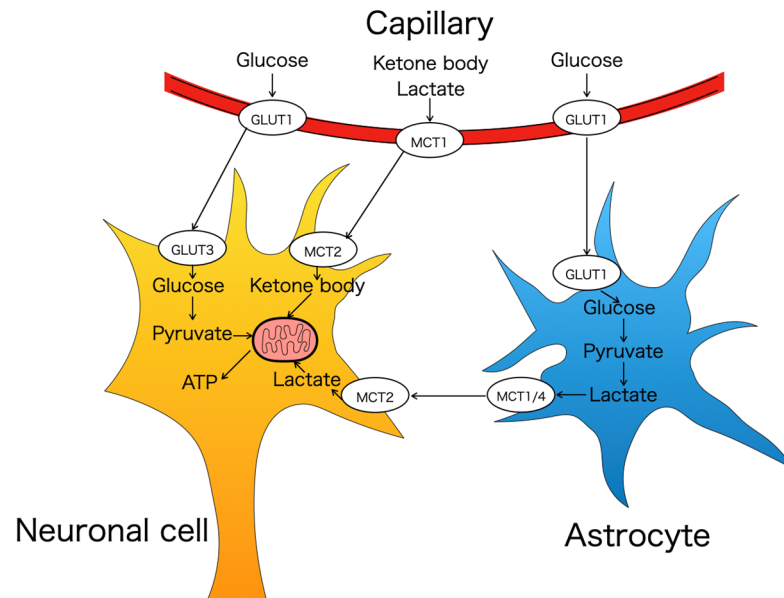 Capillary
Glucose
Ketone body
Lactate
Glucose
GLUT1
MCT1
GLUT1
GLUT3
MCT2
GLUT1
Glucose
Ketone body
Glucose
Pyruvate
Pyruvate
ATP
Lactate
MCT2
MCT1/4
Lactate
Neuronal cell
Astrocyte